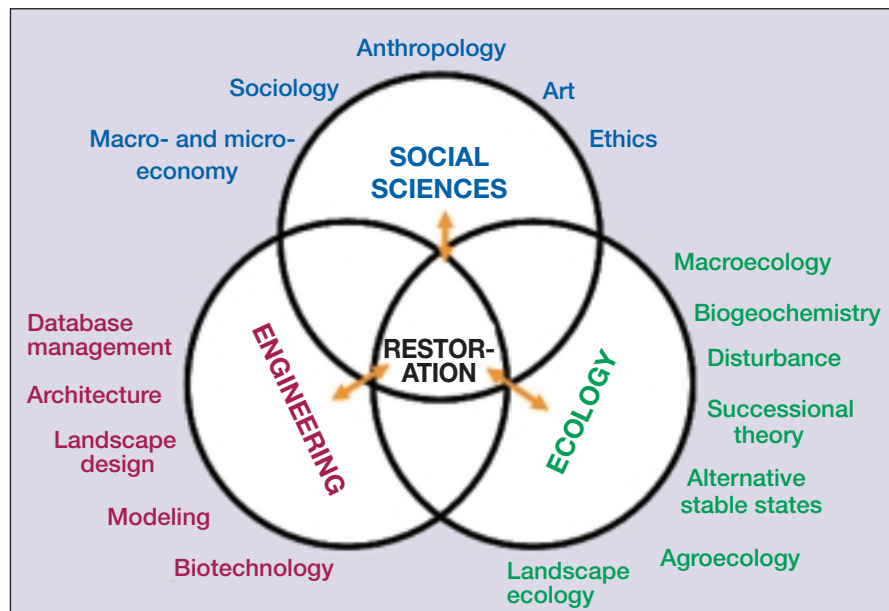 Anthropology
Sociology
Art
Macro- and micro-
economy
Ethics
SOCIAL
SCIENCES
Macroecology
Biogeochemistry
Disturbance
Successional
theory
Alternative
stable states
Agroecology
Landscape
ecology
ECOLOGY
RESTOR-
ATION
ENGINEERING
Database
management
Architecture
Landscape
design
Modeling
Biotechnology